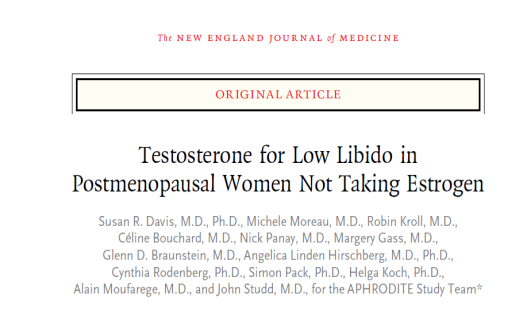 The NEW ENGLAND JOURNAL of MEDICINE
ORIGINAL ARTICLE
Testosterone for Low Libido in
Postmenopausal Women Not Taking Estrogen
Susan R. Davis, M.D., Ph.D., Michele Moreau, M.D., Robin Kroll, M.D.,
Céline Bouchard, M.D., Nick Panay, M.D., Margery Gass, M.D.,
Glenn D. Braunstein, M.D., Angelica Linden Hirschberg, M.D., Ph.D.,
Cynthia Rodenberg, Ph.D., Simon Pack, Ph.D., Helga Koch, Ph.D.,
Alain Moufarege, M.D., and John Studd, M.D., for the APHRODITE Study Team*